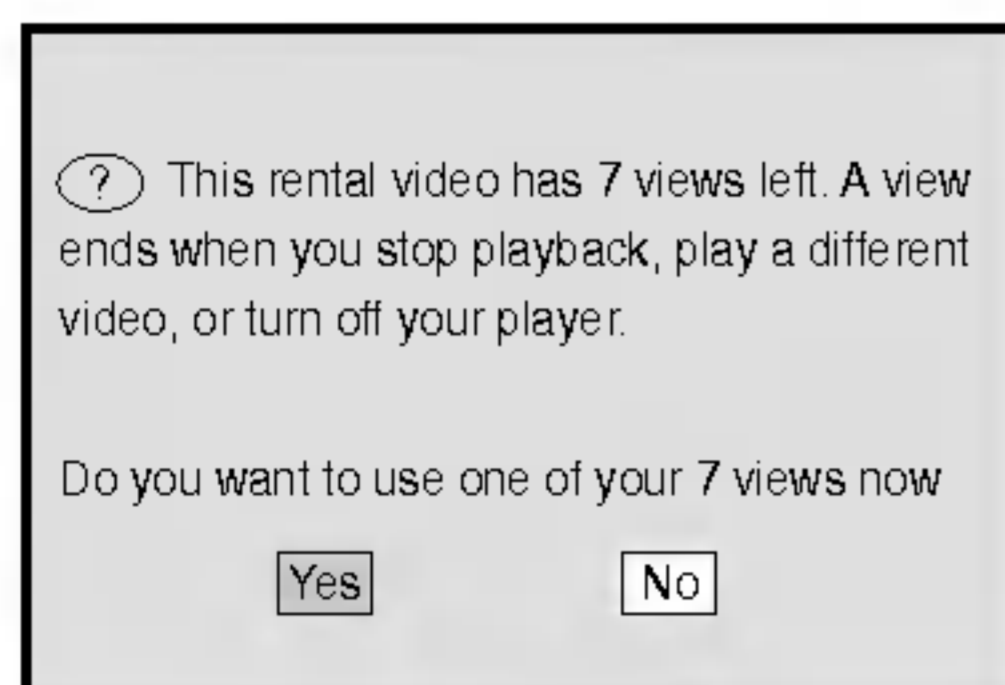 ? This rental video has 7 views left. A view
ends when you stop playback, play a different
video, or turn off your player.
Do you want to use one of your 7 views now
Yes No